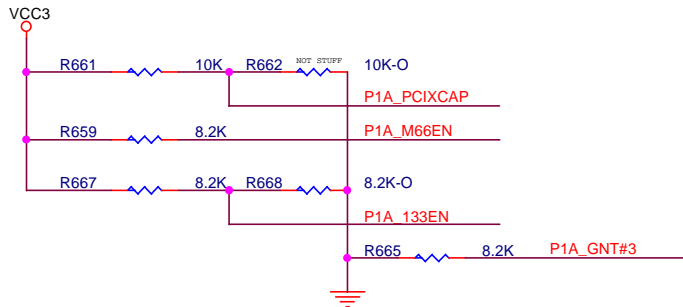 VCC3
R661 10K R662 NOT STUFF 10K-O
P1A_PCIXCAP
R659 8.2K P1A_M66EN
R667 8.2K R668 8.2K-O
P1A_133EN
R665 8.2K P1A_GNT#3